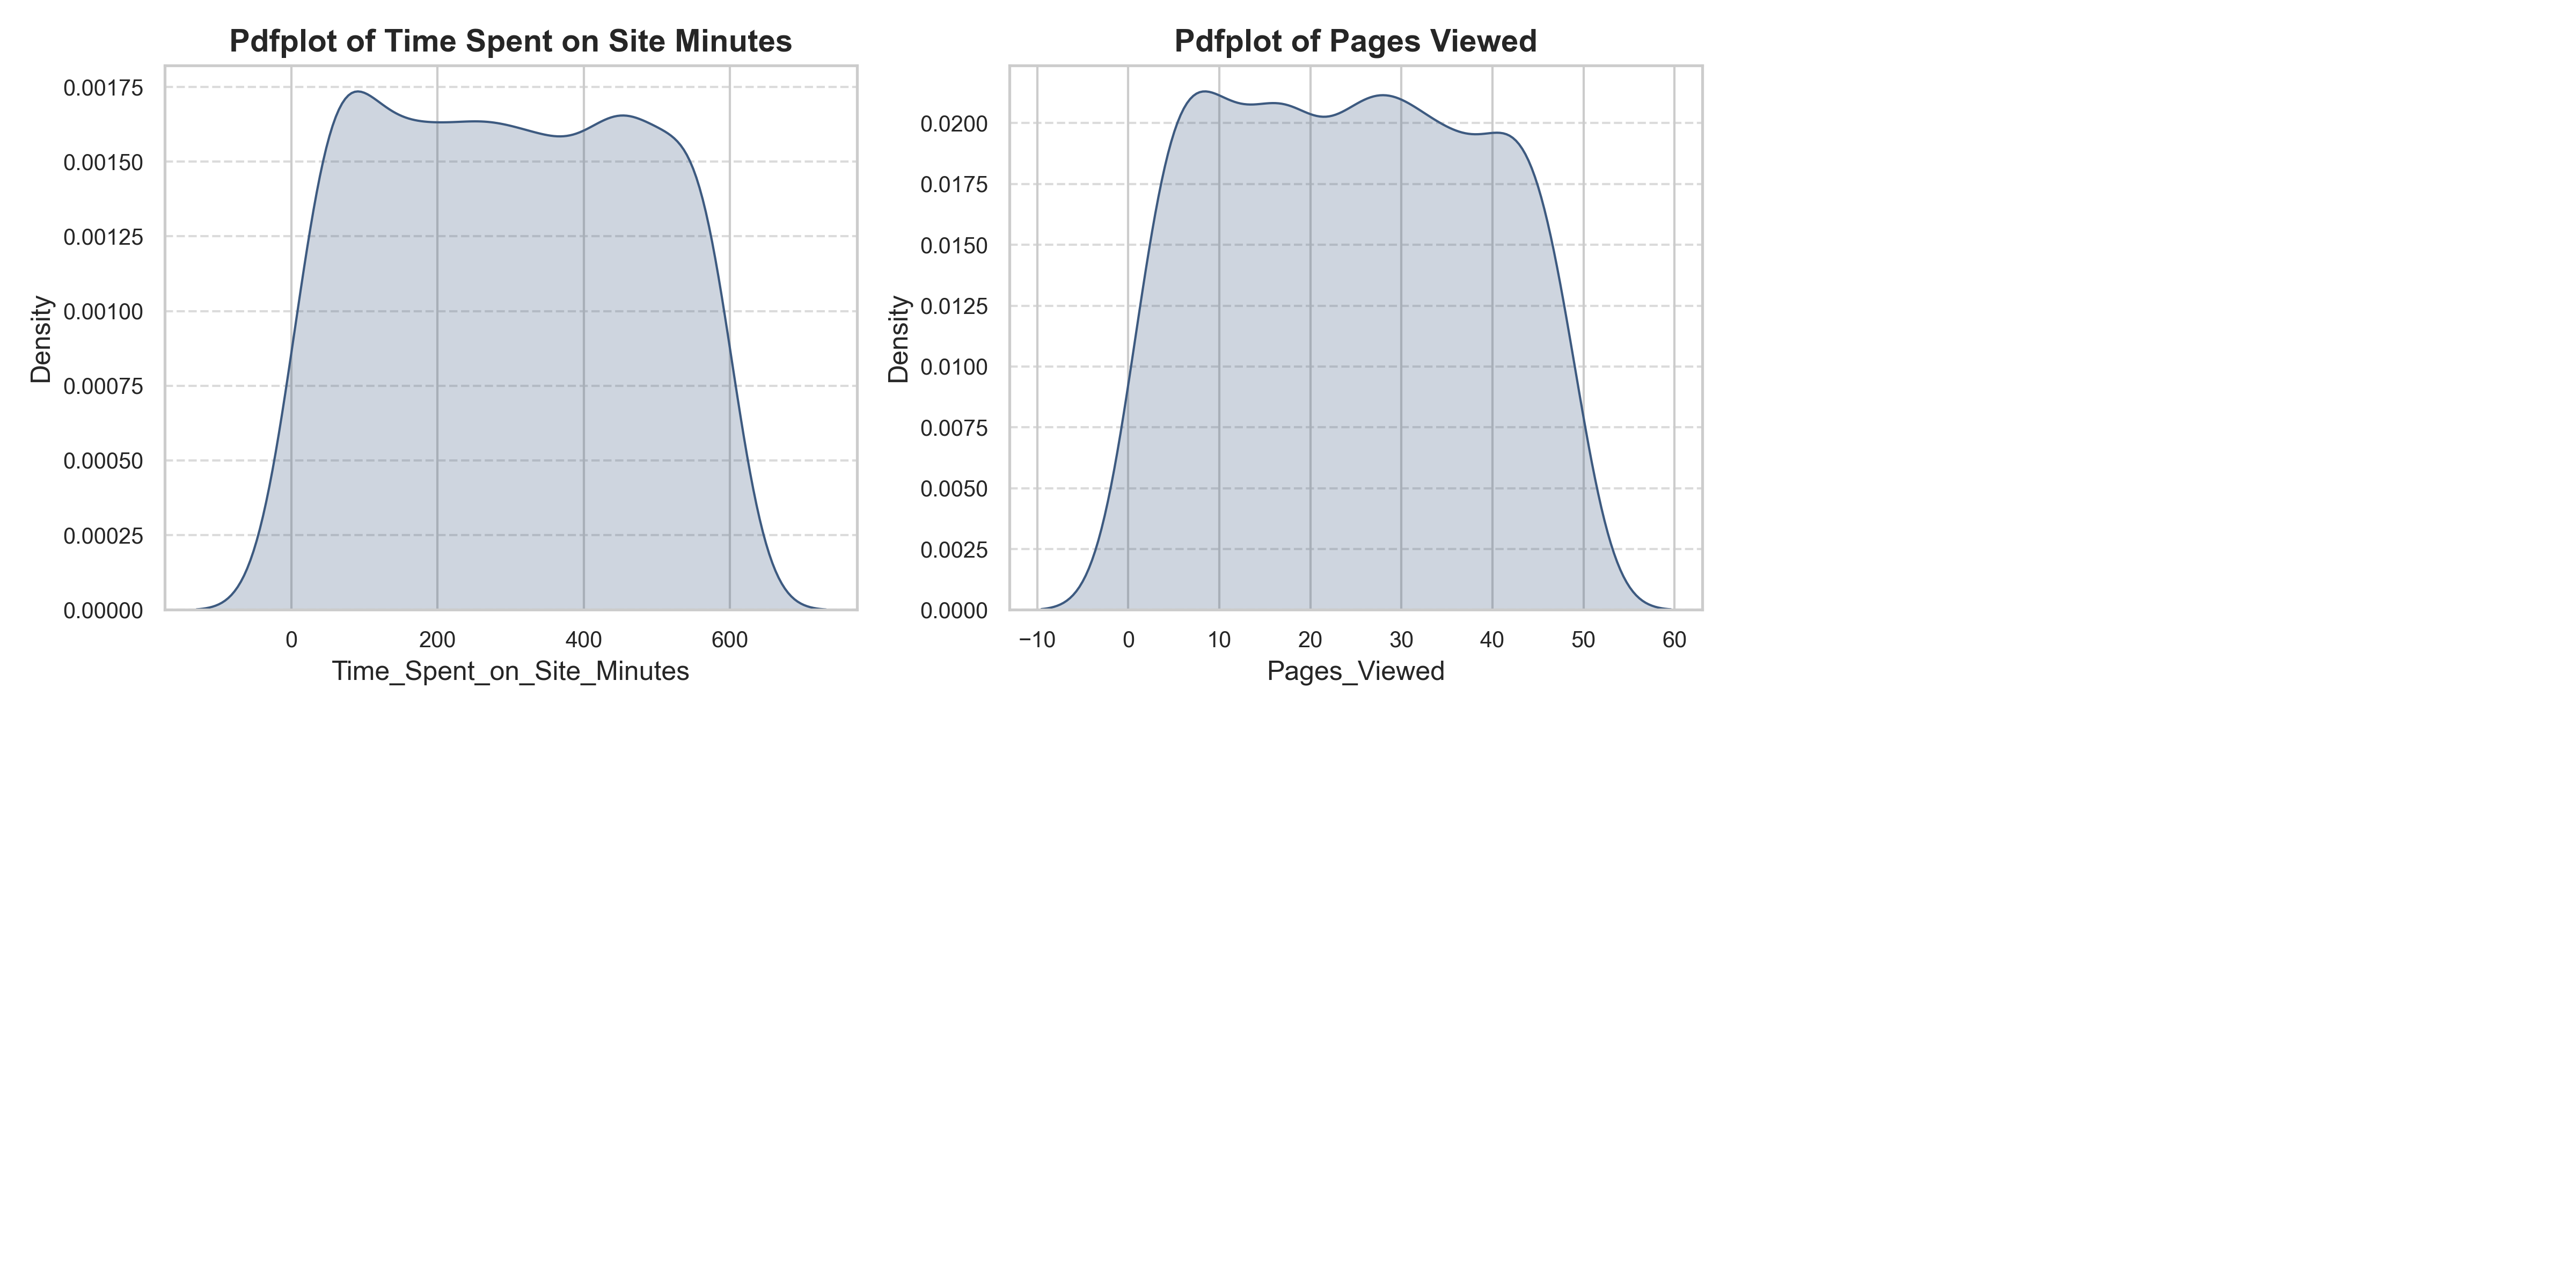 Pdfplot of Time Spent on Site Minutes
0.00175
0.00150
0.00125
0.00100
0.00075
0.00050
0.00025
0.00000
Density
0 200 400 600
Time_Spent_on_Site_Minutes
Pdfplot of Pages Viewed
0.0200
0.0175
0.0150
0.0125
0.0100
0.0075
0.0050
0.0025
0.0000
Density
−10 0 10 20 30 40 50 60
Pages_Viewed